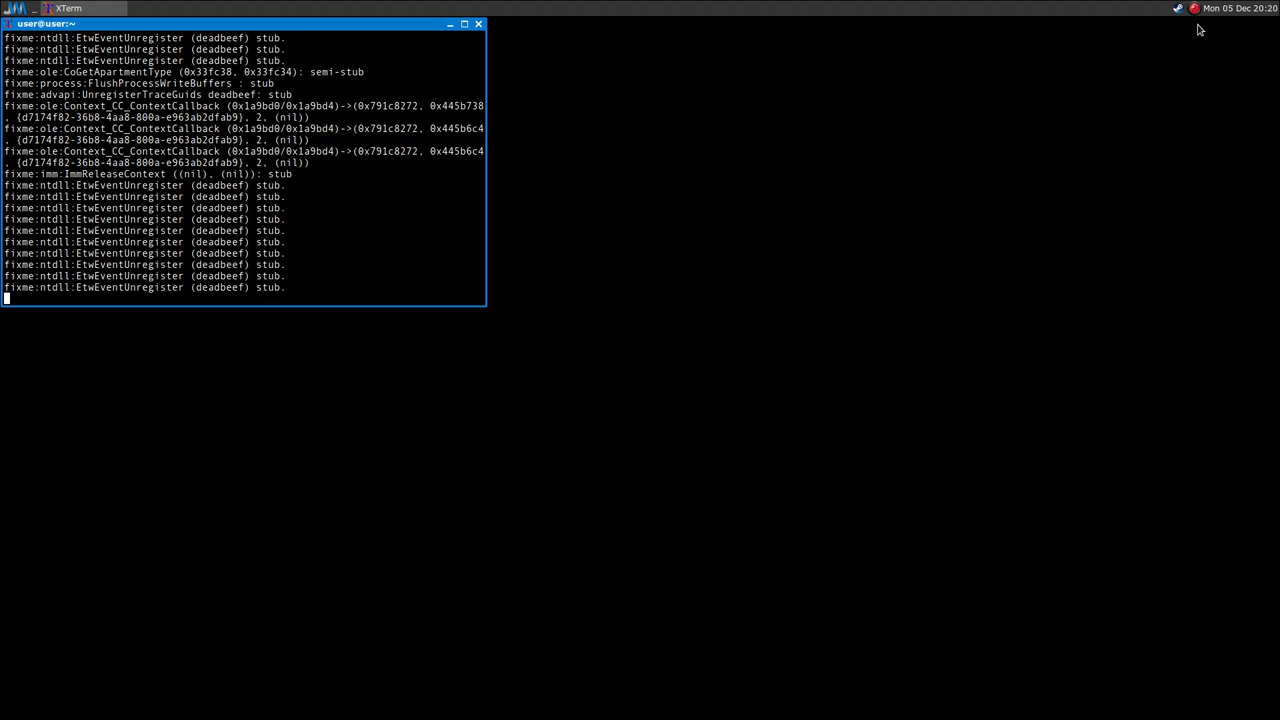 XTerm
Mon 05 Dec 20:20
user@user:~
fixme:ntdll:EtwEventUnregister (deadbeef) stub.
fixme:ntdll:EtwEventUnregister (deadbeef) stub.
fixme:ntdll:EtwEventUnregister (deadbeef) stub.
fixme:ole:CoGetApartmentType (0x33fc38, 0x33fc34): semi-stub
fixme:process:FlushProcessWriteBuffers : stub
fixme:advapi:UnregisterTraceGuids deadbeef: stub
fixme:ole:Context_CC_ContextCallback (0x1a9bd0/0x1a9bd4)->(0x791c8272, 0x445b738
, {d7174f82-36b8-4aa8-800a-e963ab2dfab9}, 2, (nil))
fixme:ole:Context_CC_ContextCallback (0x1a9bd0/0x1a9bd4)->(0x791c8272, 0x445b6c4
, {d7174f82-36b8-4aa8-800a-e963ab2dfab9}, 2, (nil))
fixme:ole:Context_CC_ContextCallback (0x1a9bd0/0x1a9bd4)->(0x791c8272, 0x445b6c4
, {d7174f82-36b8-4aa8-800a-e963ab2dfab9}, 2, (nil))
fixme:imm:ImmReleaseContext ((nil), (nil)): stub
fixme:ntdll:EtwEventUnregister (deadbeef) stub.
fixme:ntdll:EtwEventUnregister (deadbeef) stub.
fixme:ntdll:EtwEventUnregister (deadbeef) stub.
fixme:ntdll:EtwEventUnregister (deadbeef) stub.
fixme:ntdll:EtwEventUnregister (deadbeef) stub.
fixme:ntdll:EtwEventUnregister (deadbeef) stub.
fixme:ntdll:EtwEventUnregister (deadbeef) stub.
fixme:ntdll:EtwEventUnregister (deadbeef) stub.
fixme:ntdll:EtwEventUnregister (deadbeef) stub.
fixme:ntdll:EtwEventUnregister (deadbeef) stub.